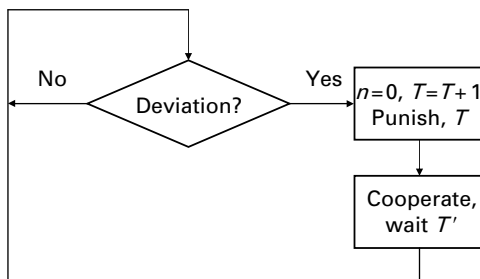 No
Yes
Deviation?
n=0, T=T+1
Punish, T
Cooperate,
wait T'